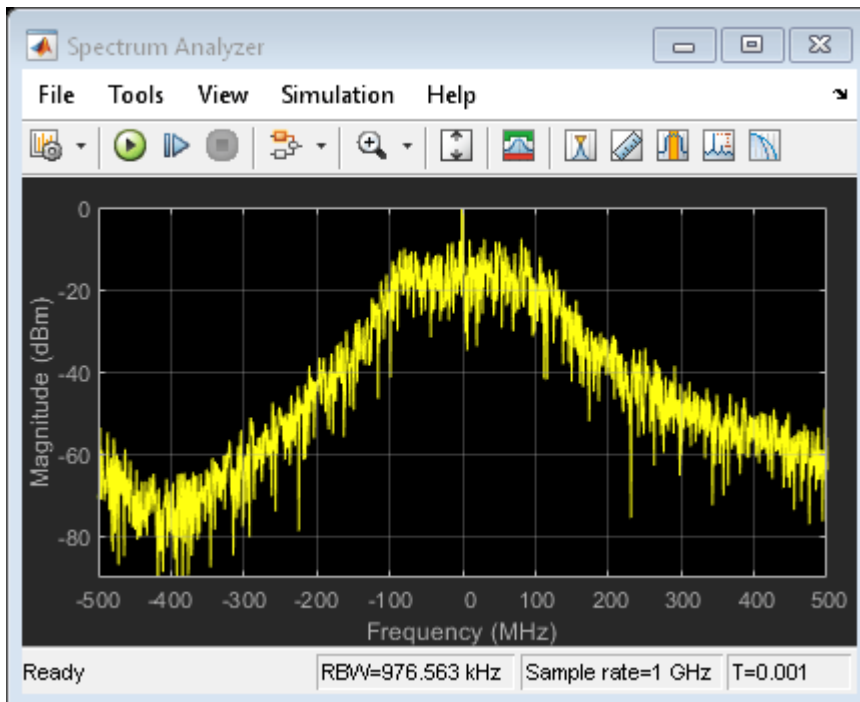 Spectrum Analyzer
File Tools View Simulation Help
0
-20
-40
-60
-80
Magnitude (dBm)
-500 -400 -300 -200 -100 0 100 200 300 400 500
Frequency (MHz)
Ready RBW=976.563 kHz Sample rate=1 GHz T=0.001